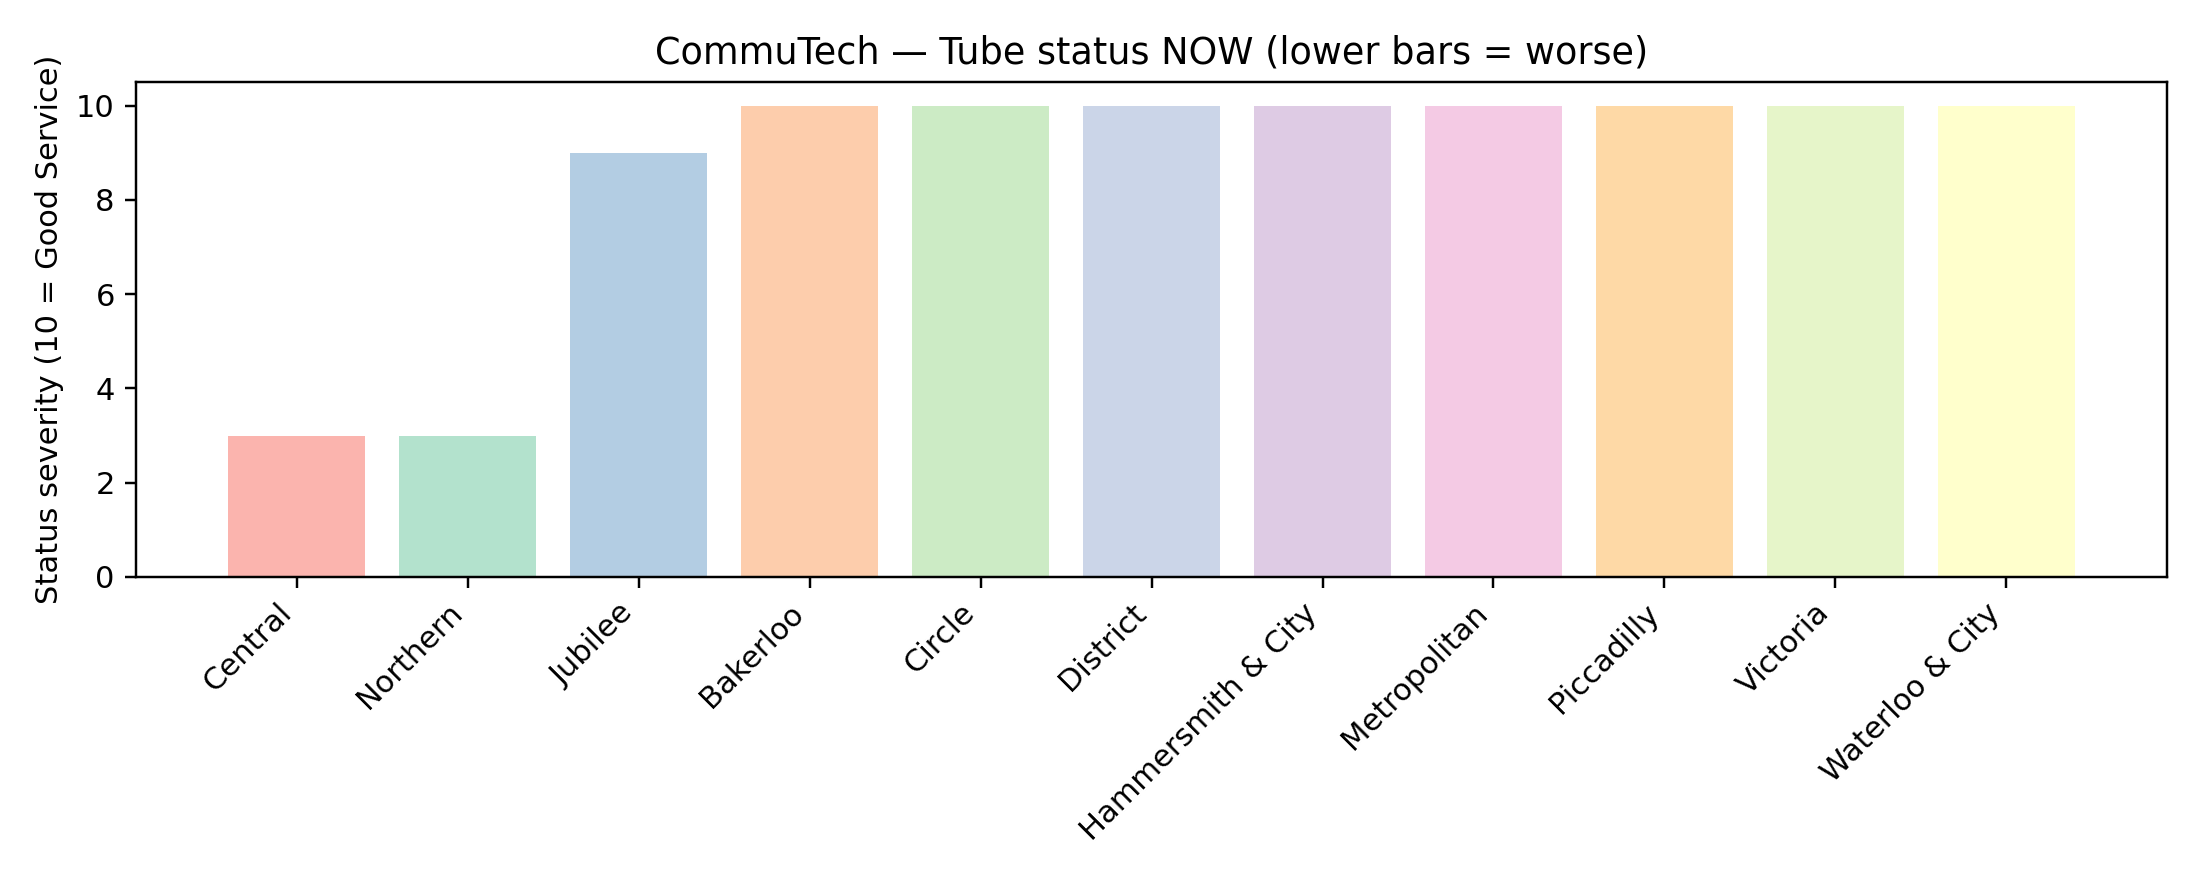 CommuTech — Tube status NOW (lower bars = worse)
Status severity (10 = Good Service)
10
8
6
4
2
0
Central
Northern
Jubilee
Bakerloo
Circle
District
Hammersmith & City
Metropolitan
Piccadilly
Victoria
Waterloo & City